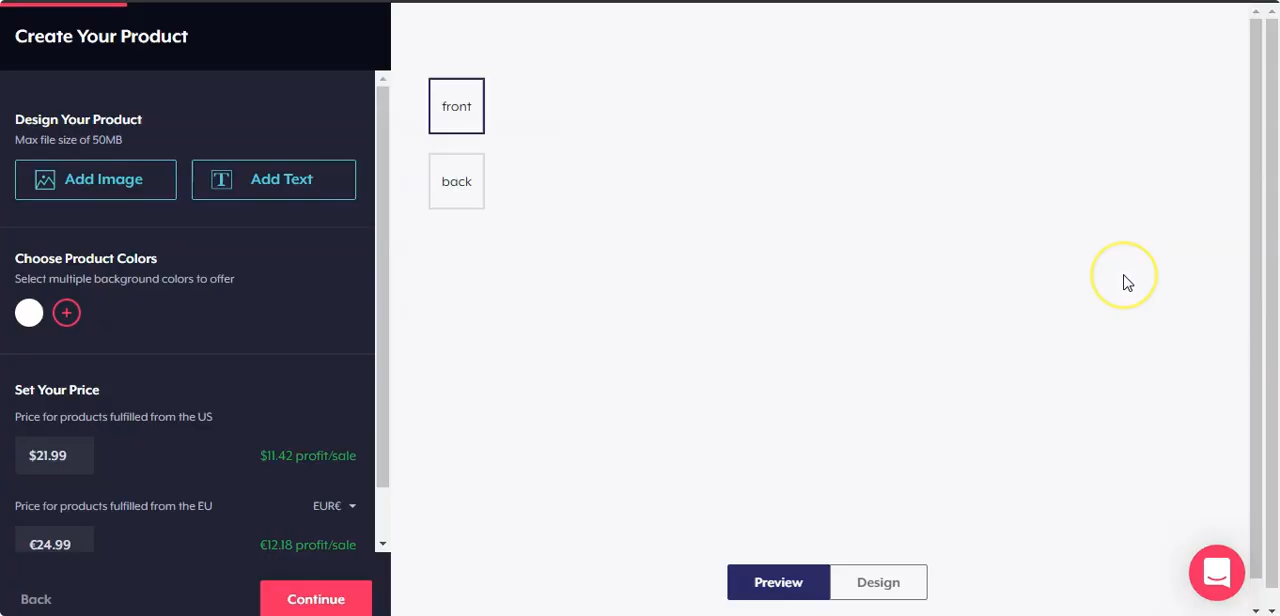 Create Your Product
Design Your Product
Max file size of 50MB
Add Image
T Add Text
Choose Product Colors
Select multiple background colors to offer
+
Set Your Price
Price for products fulfilled from the US
$21.99 $11.42 profit/sale
Price for products fulfilled from the EU EUR€
€24.99 €12.18 profit/sale
Back Continue
front
back
Preview Design